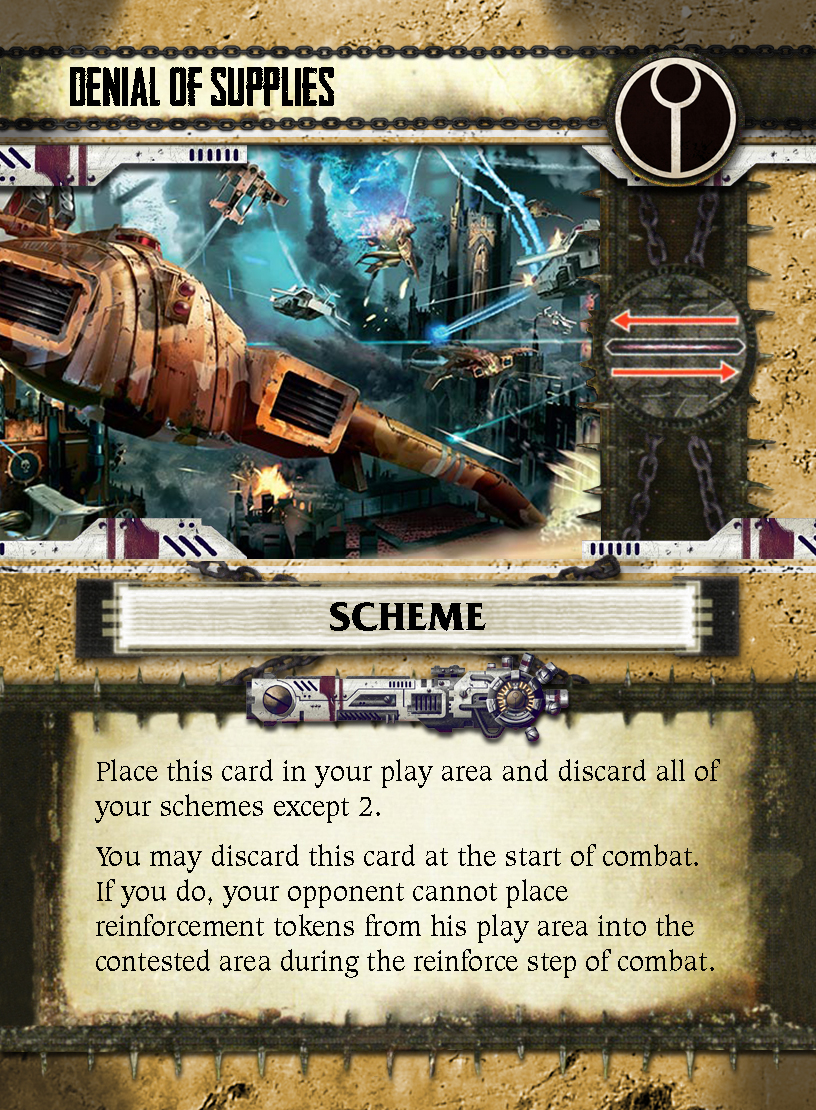 DENIAL OF SUPPLIES
SCHEME
Place this card in your play area and discard all of
your schemes except 2.
You may discard this card at the start of combat.
If you do, your opponent cannot place
reinforcement tokens from his play area into the
contested area during the reinforce step of combat.